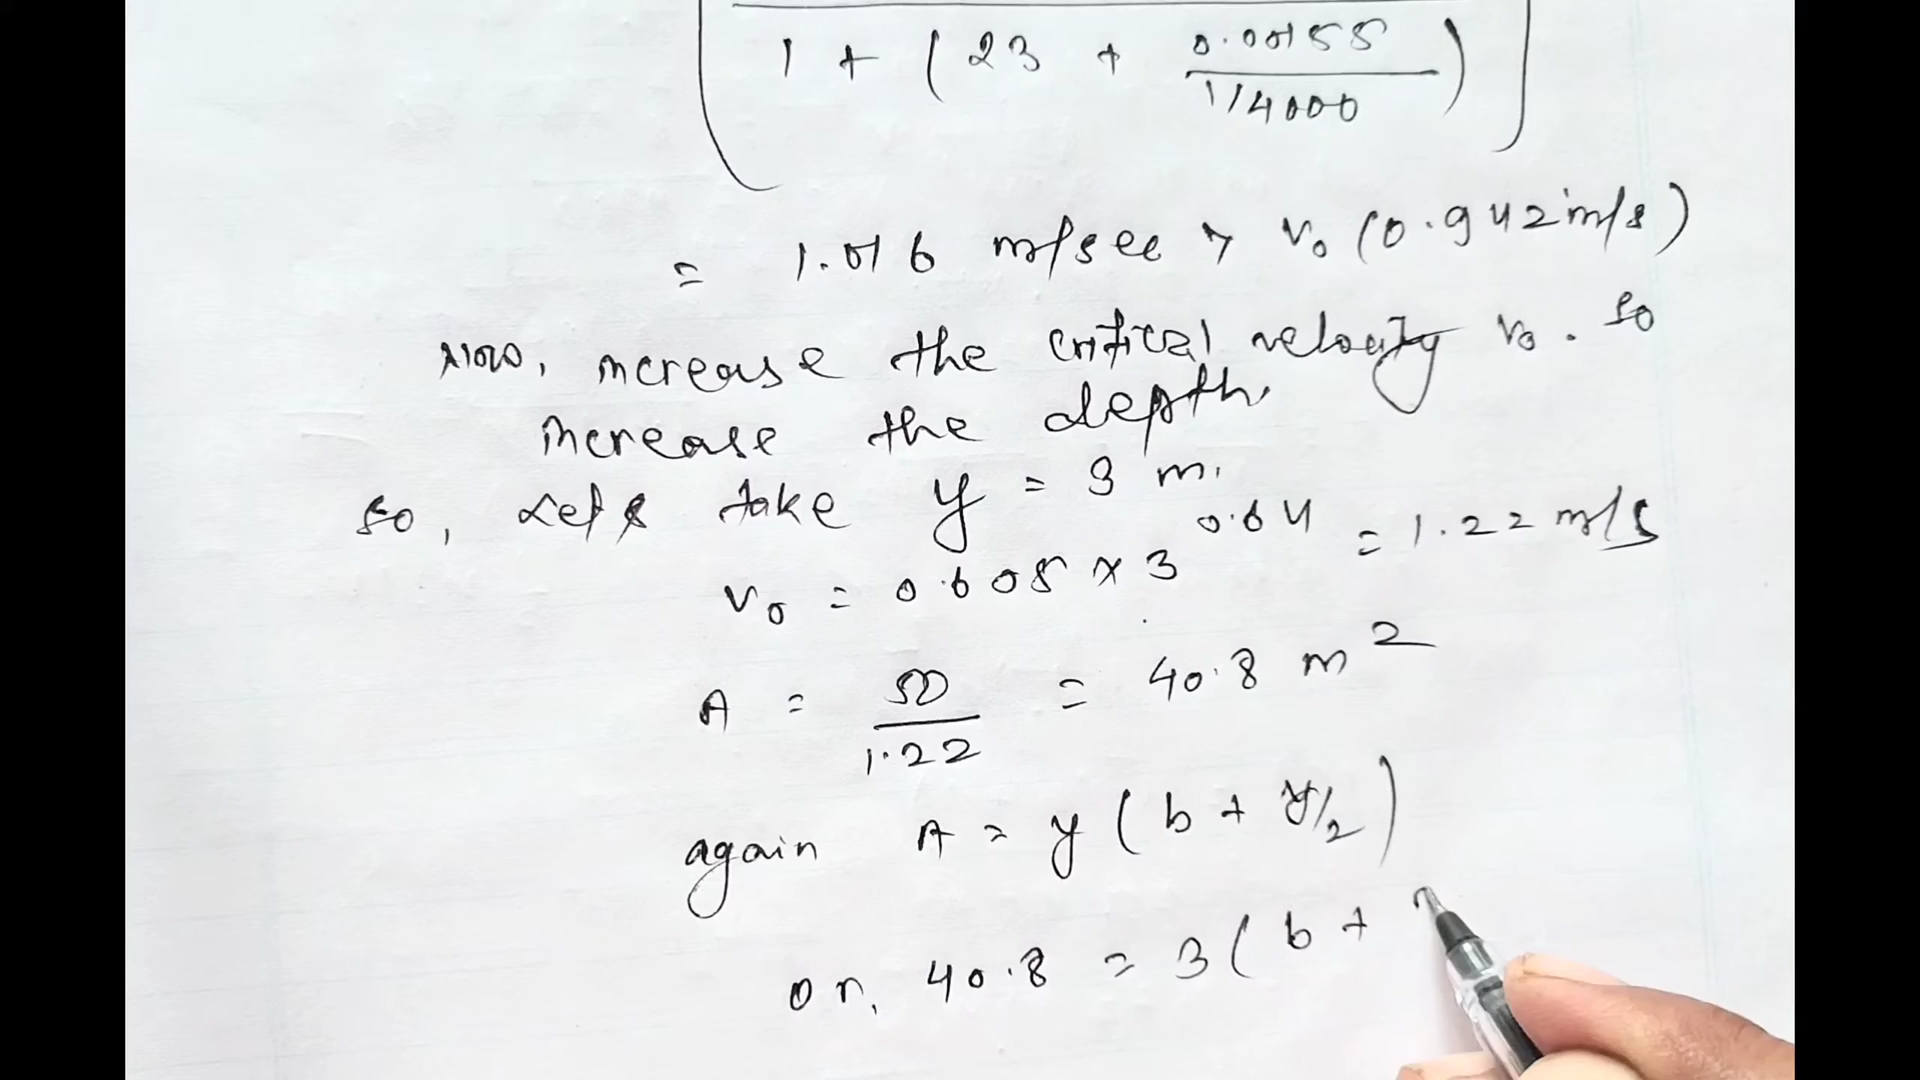 1 + ( 23 + 0.00155 / 1/4000 )
= 1.016 m/sec > V₀ (0.942 m/s)
Now, increase the critical velocity V₀. So
increase the depth.
So, Lets take y = 3 m.
V₀ = 0.605 × 3^0.64 = 1.22 m/s
A = 50 / 1.22 = 40.8 m²
again A = y ( b + y/2 )
or, 40.8 = 3 ( b +